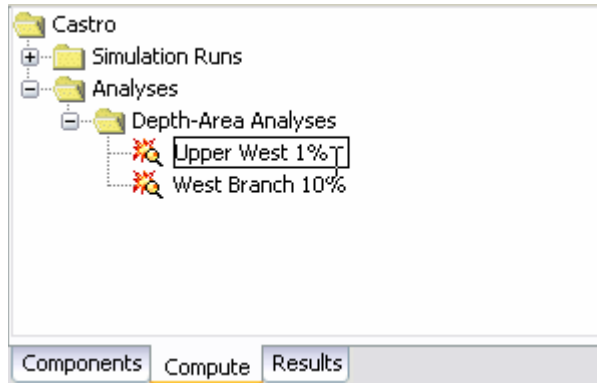 Castro
Simulation Runs
Analyses
Depth-Area Analyses
Upper West 1%
West Branch 10%
Components Compute Results